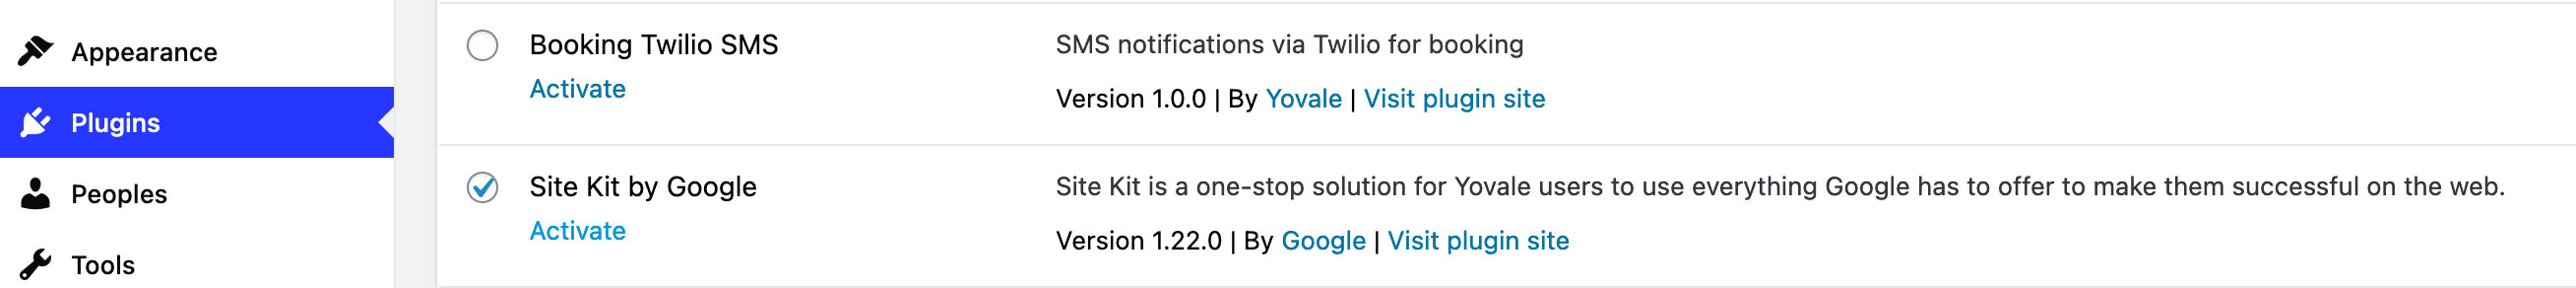 Appearance
Plugins
Peoples
Tools
Booking Twilio SMS
Activate
SMS notifications via Twilio for booking
Version 1.0.0 | By Yovale | Visit plugin site
Site Kit by Google
Activate
Site Kit is a one-stop solution for Yovale users to use everything Google has to offer to make them successful on the web.
Version 1.22.0 | By Google | Visit plugin site